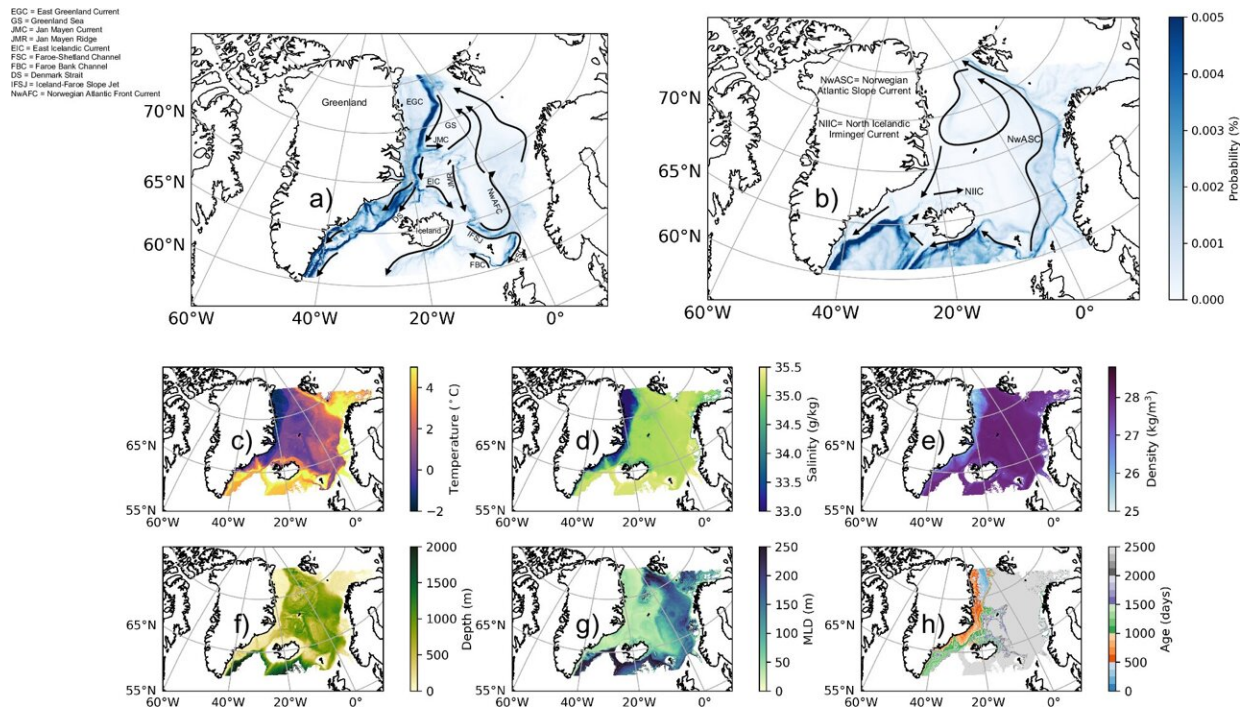 EGC = East Greenland Current
GS = Greenland Sea
JMC = Jan Mayen Current
JMR = Jan Mayen Ridge
EIC = East Icelandic Current
FSC = Faroe-Shetland Channel
FBC = Faroe Bank Channel
DS = Denmark Strait
IFSJ = Iceland-Faroe Slope Jet
NwAFC = Norwegian Atlantic Front Current
70°N
65°N
60°N
60°W
40°W
20°W
0°
Greenland
EGC
GS
JMC
EIC
JMR
NwAFC
DS
Iceland
IFSJ
FSC
FBC
a)
70°N
65°N
60°N
60°W
40°W
20°W
0°
NwASC= Norwegian
Atlantic Slope Current
NIIC= North Icelandic
Irminger Current
NwASC
NIIC
b)
0.005
0.004
0.003
0.002
0.001
0.000
Probability (%)
c)
65°N
55°N
60°W
40°W
20°W
0°
4
2
0
−2
Temperature (°C)
d)
65°N
55°N
60°W
40°W
20°W
0°
35.5
35.0
34.5
34.0
33.5
33.0
Salinity (g/kg)
e)
65°N
55°N
60°W
40°W
20°W
0°
28
27
26
25
Density (kg/m³)
f)
65°N
55°N
60°W
40°W
20°W
0°
2000
1500
1000
500
0
Depth (m)
g)
65°N
55°N
60°W
40°W
20°W
0°
250
200
150
100
50
0
MLD (m)
h)
65°N
55°N
60°W
40°W
20°W
0°
2500
2000
1500
1000
500
0
Age (days)